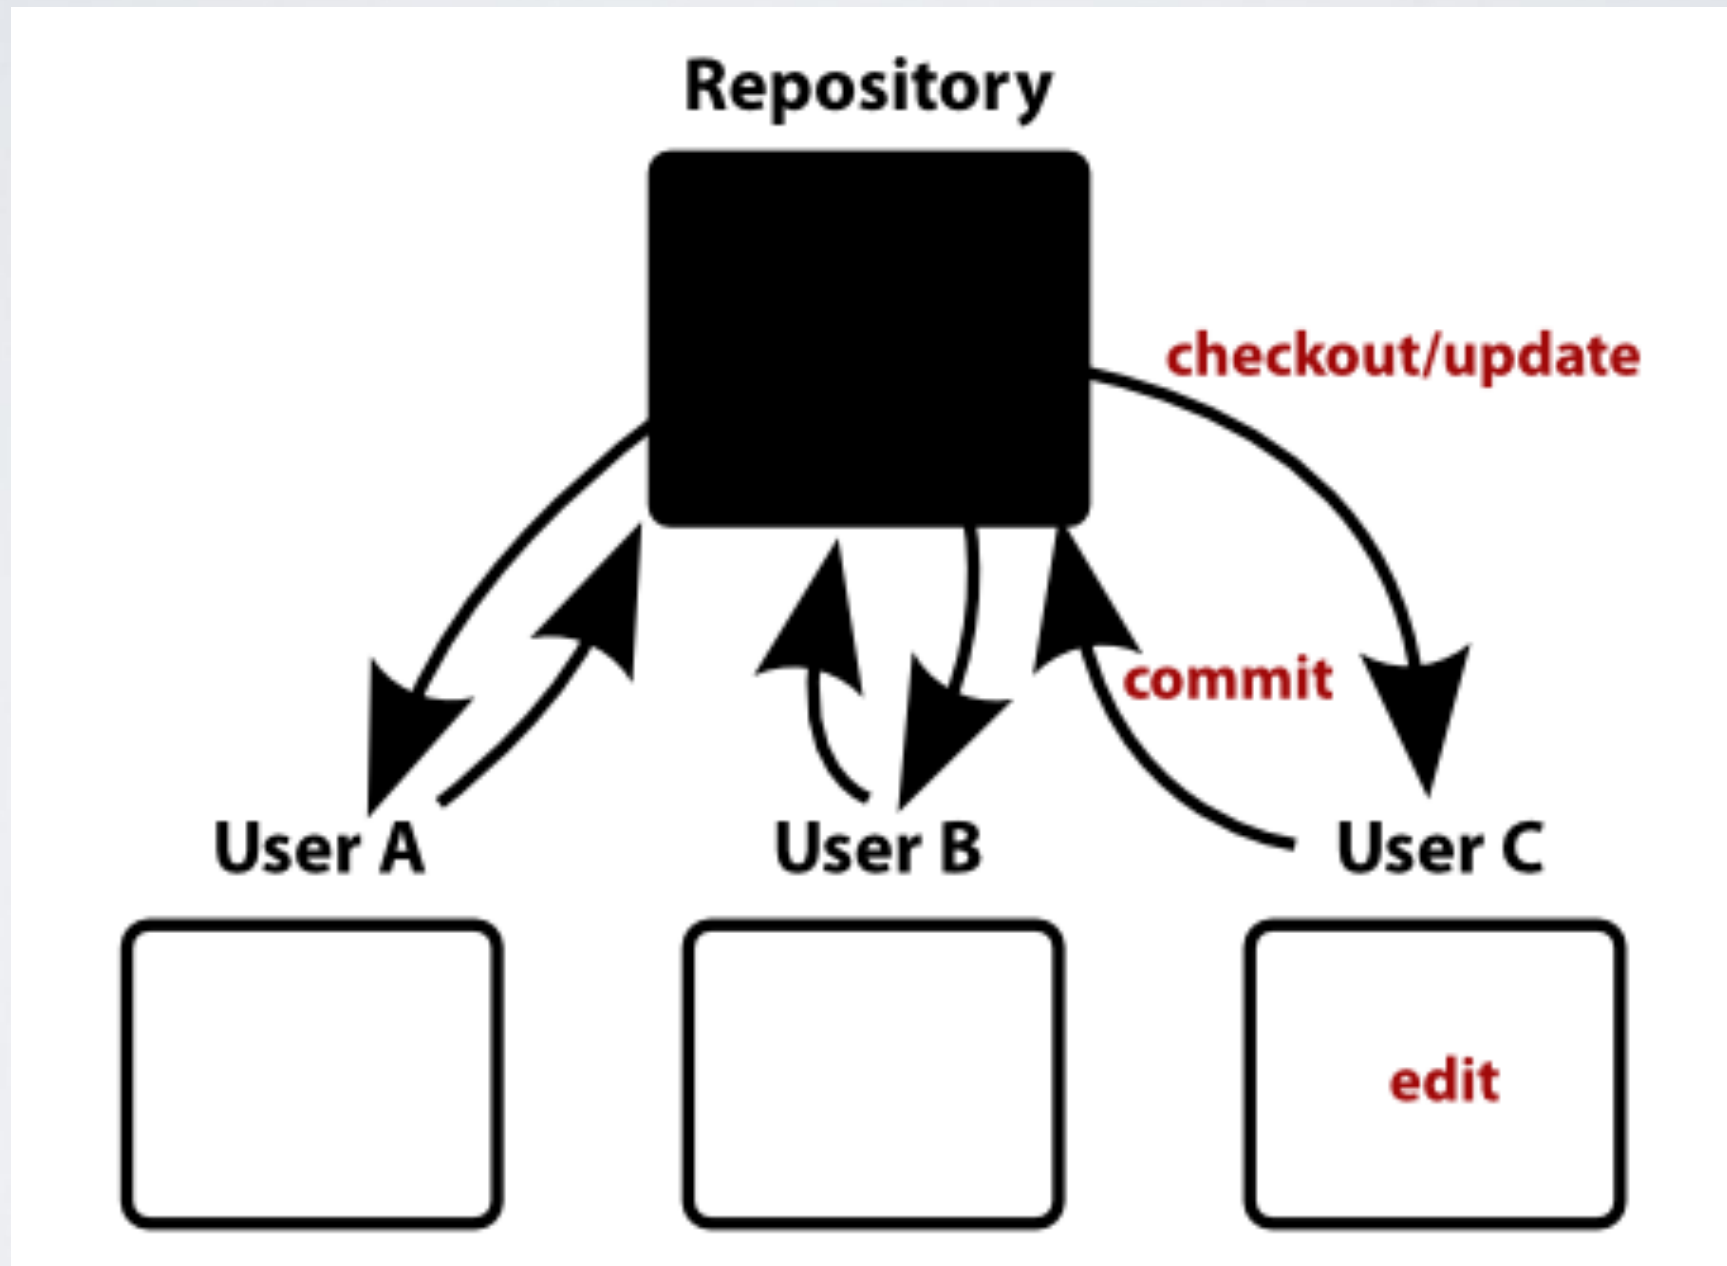 Repository
checkout/update
commit
User A
User B
User C
edit